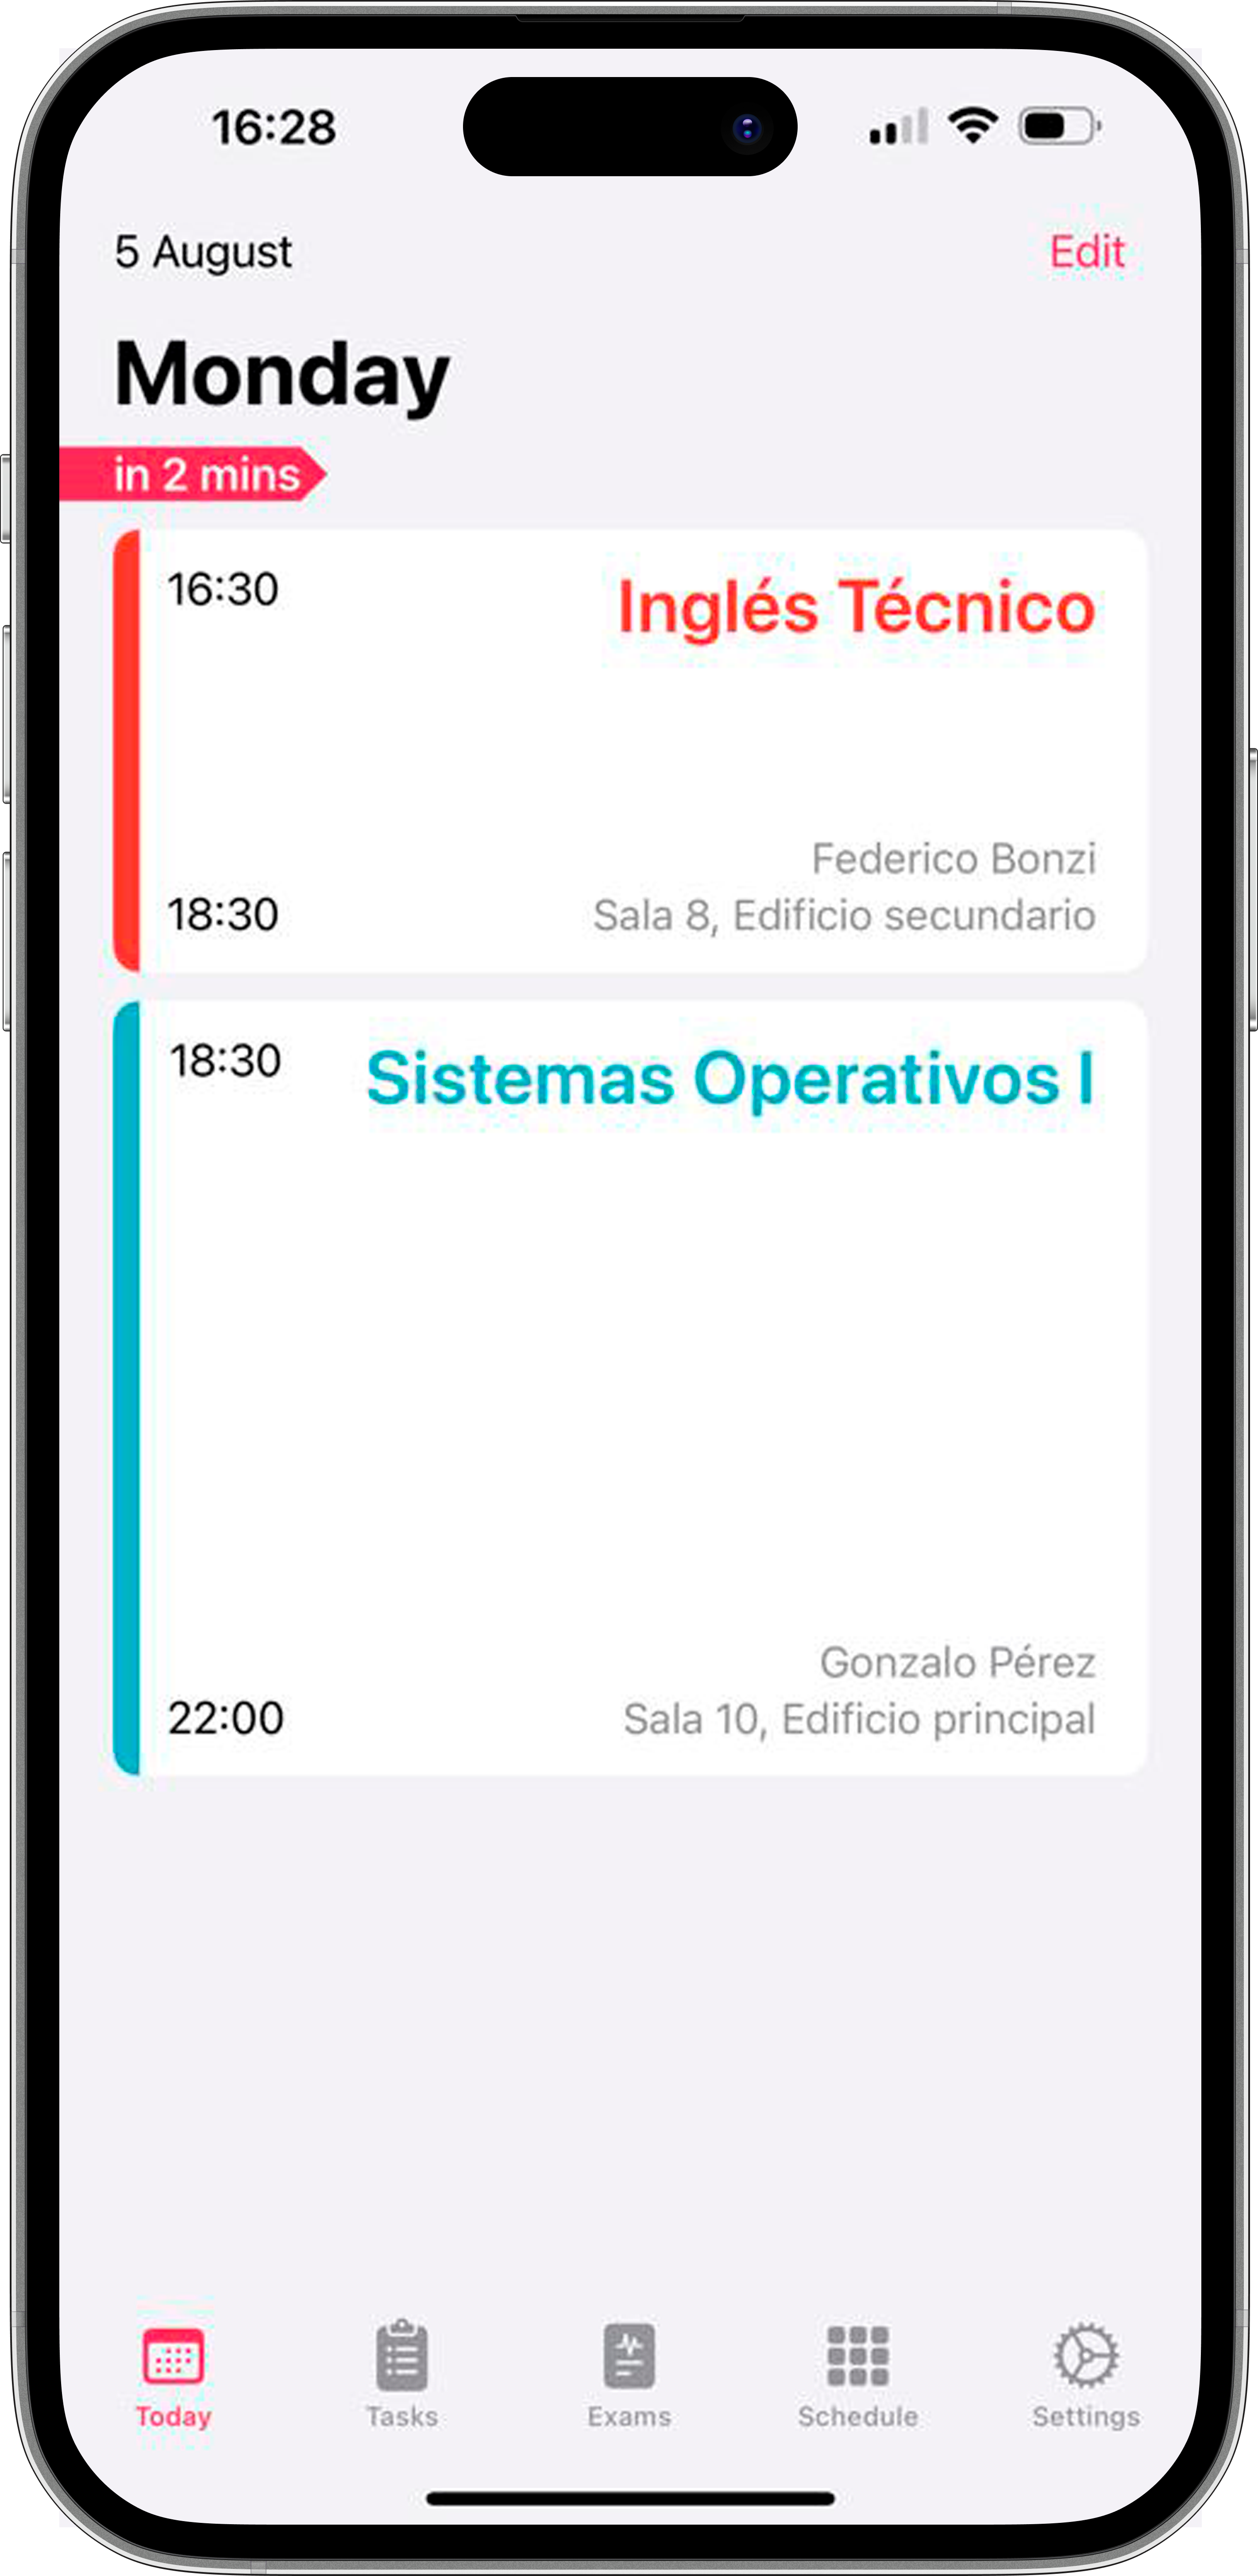 16:28
5 August
Edit
Monday
in 2 mins
16:30
Inglés Técnico
Federico Bonzi
18:30
Sala 8, Edificio secundario
18:30
Sistemas Operativos I
Gonzalo Pérez
22:00
Sala 10, Edificio principal
Today
Tasks
Exams
Schedule
Settings